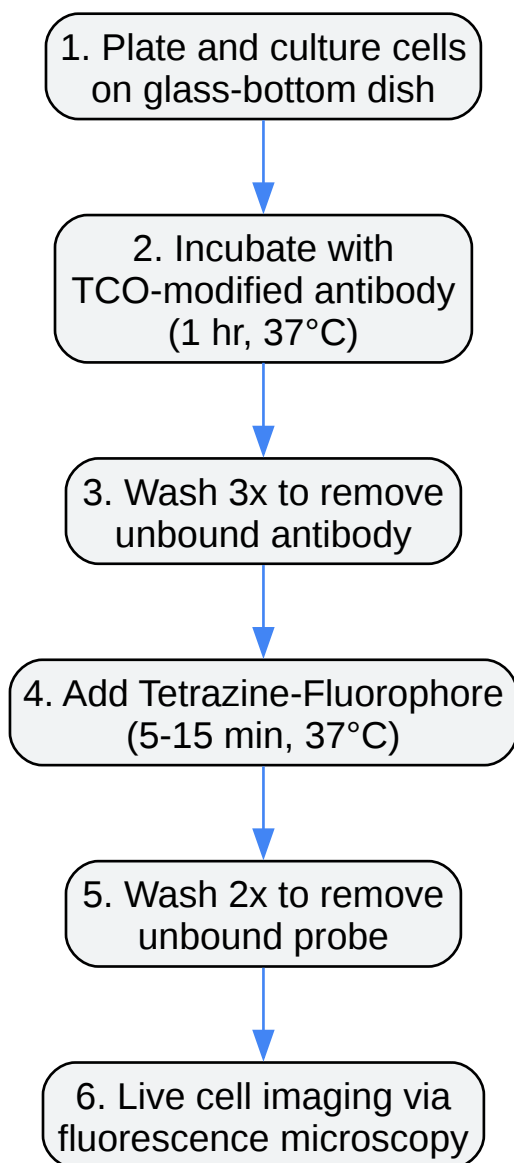 1. Plate and culture cells
on glass-bottom dish
2. Incubate with
TCO-modified antibody
(1 hr, 37°C)
3. Wash 3x to remove
unbound antibody
4. Add Tetrazine-Fluorophore
(5-15 min, 37°C)
5. Wash 2x to remove
unbound probe
6. Live cell imaging via
fluorescence microscopy